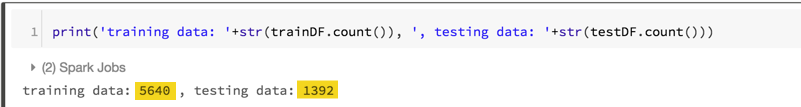 1 print('training data: '+str(trainDF.count()), ', testing data: '+str(testDF.count()))
(2) Spark Jobs
training data: 5640 , testing data: 1392